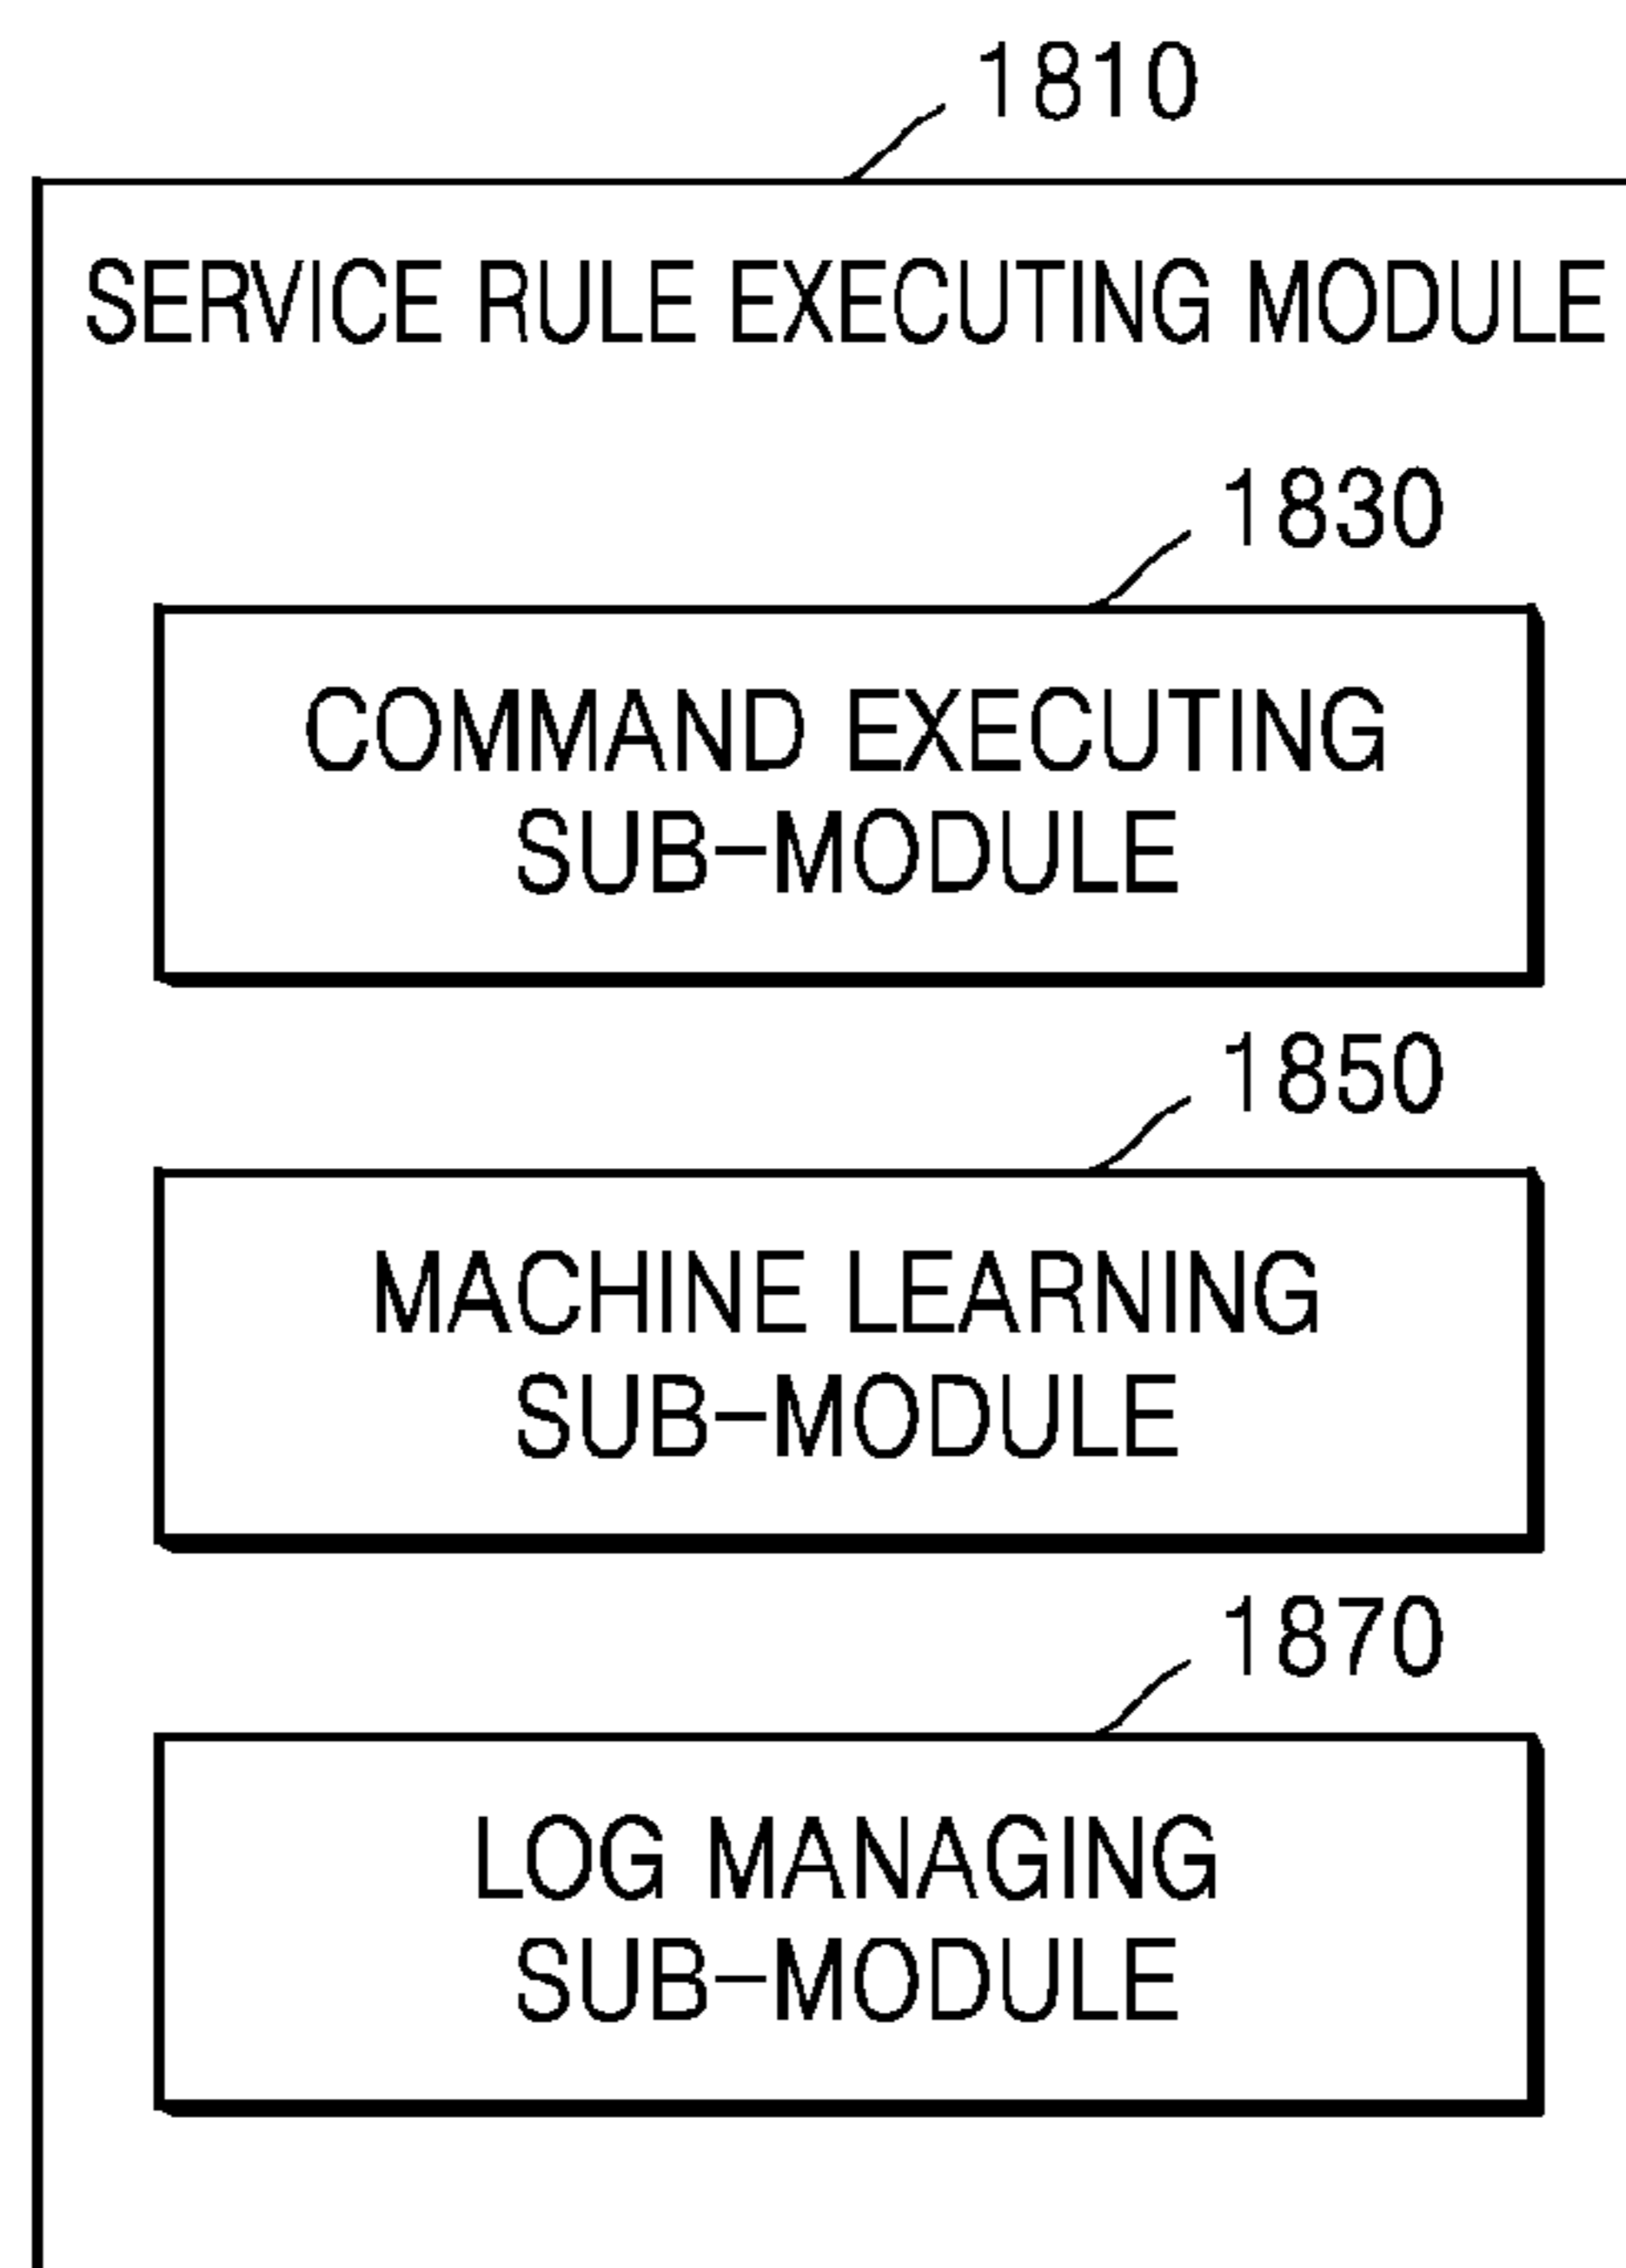 1810
SERVICE RULE EXECUTING MODULE
1830
COMMAND EXECUTING
SUB-MODULE
1850
MACHINE LEARNING
SUB-MODULE
1870
LOG MANAGING
SUB-MODULE